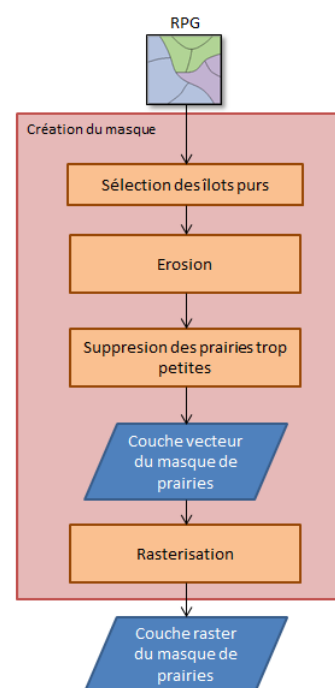 RPG
Création du masque
Sélection des îlots purs
Erosion
Suppresion des prairies trop
petites
Couche vecteur
du masque de
prairies
Rasterisation
Couche raster
du masque de
prairies